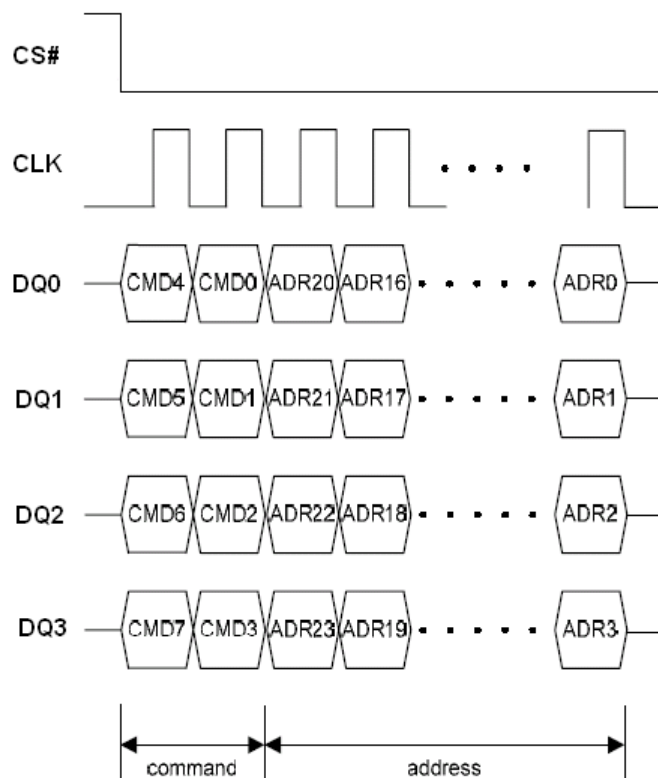 CS#
CLK
DQ0 CMD4 CMD0 ADR20 ADR16 ADR0
DQ1 CMD5 CMD1 ADR21 ADR17 ADR1
DQ2 CMD6 CMD2 ADR22 ADR18 ADR2
DQ3 CMD7 CMD3 ADR23 ADR19 ADR3
command address